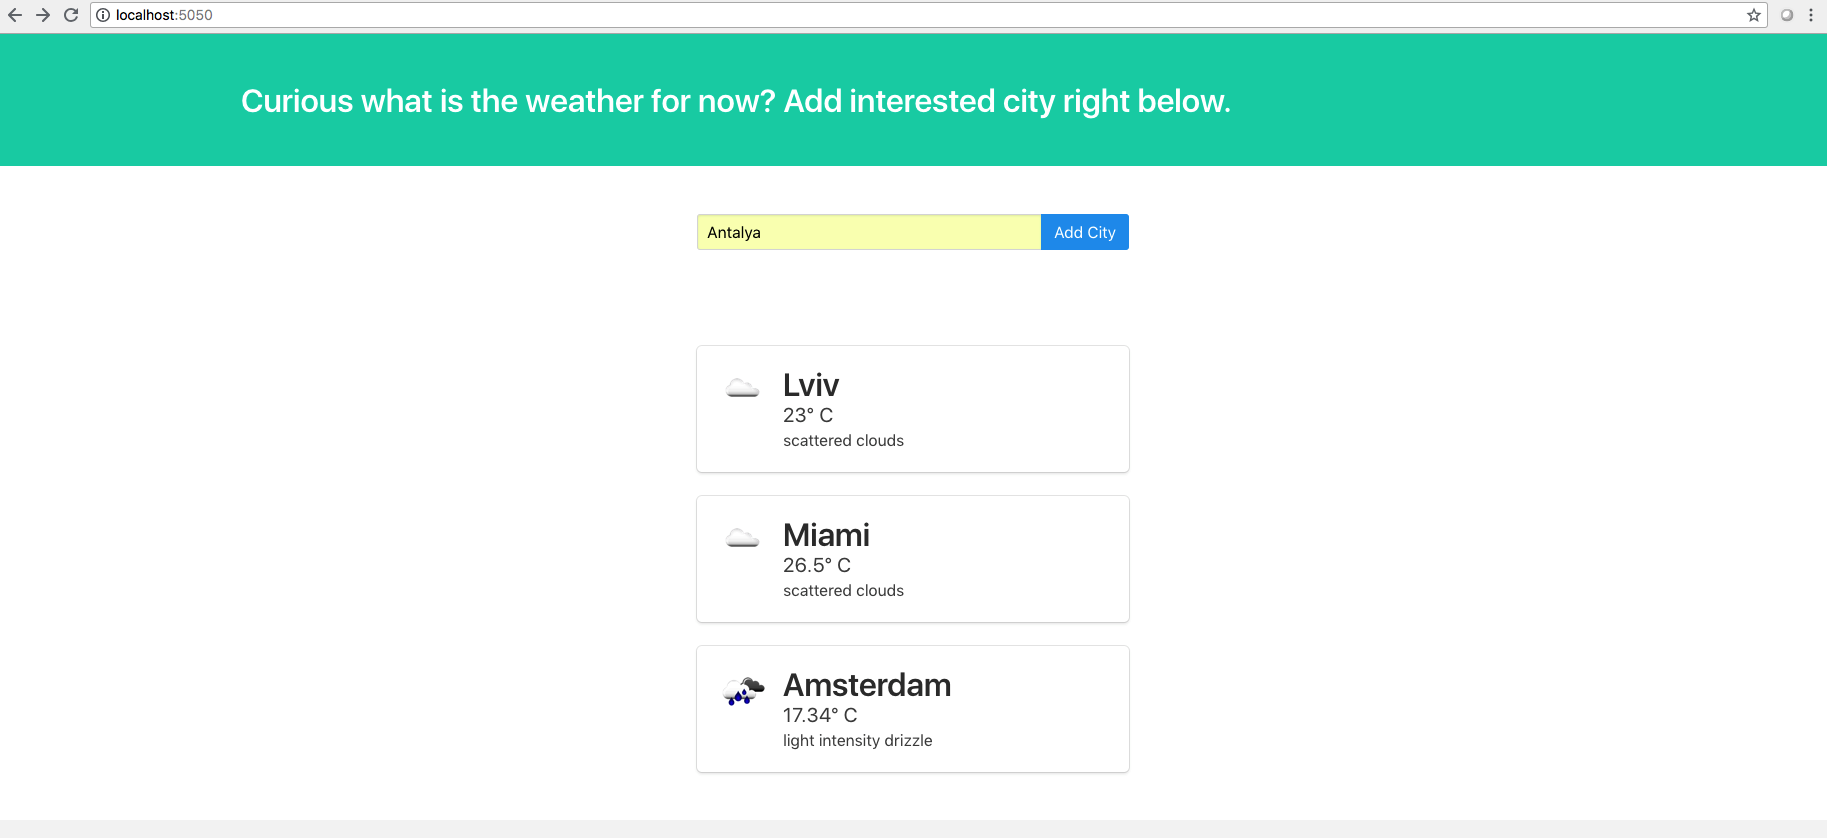 localhost:5050
Curious what is the weather for now? Add interested city right below.
Antalya
Add City
Lviv
23° C
scattered clouds
Miami
26.5° C
scattered clouds
Amsterdam
17.34° C
light intensity drizzle